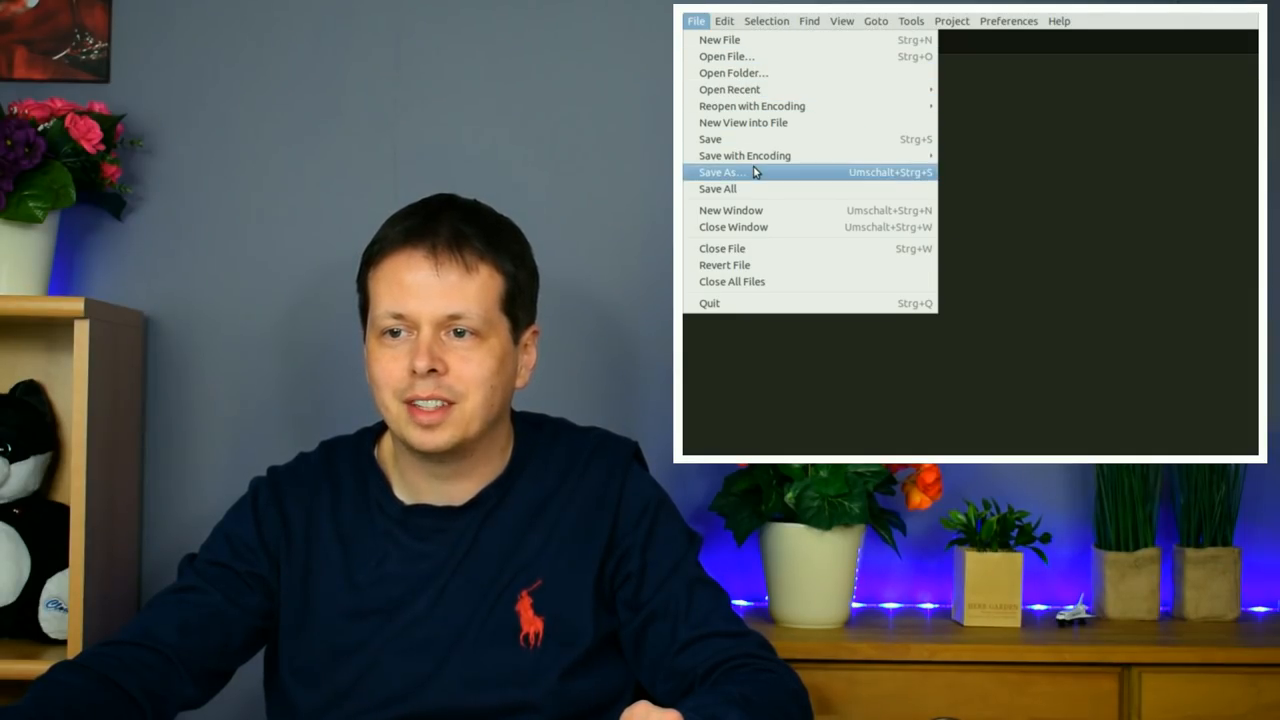 File Edit Selection Find View Goto Tools Project Preferences Help
New File Strg+N
Open File... Strg+O
Open Folder...
Open Recent
Reopen with Encoding
New View into File
Save Strg+S
Save with Encoding
Save As... Umschalt+Strg+S
Save All
New Window Umschalt+Strg+N
Close Window Umschalt+Strg+W
Close File Strg+W
Revert File
Close All Files
Quit Strg+Q
HERB GARDEN